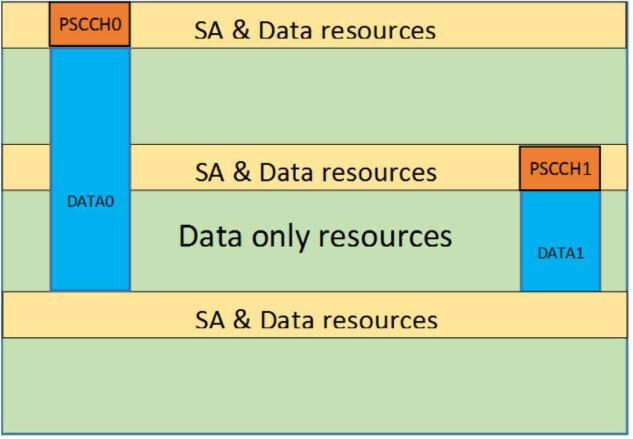 PSCCH0
SA & Data resources
SA & Data resources
PSCCH1
DATA0
Data only resources
DATA1
SA & Data resources